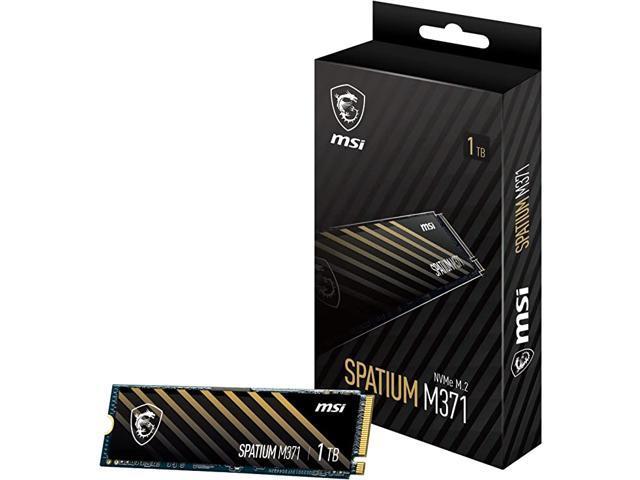 msi
1 TB
msi
SPATIUM M371
NVMe M.2
SPATIUM M371
SPATIUM M371
msi
msi
SPATIUM M371 | 1 TB